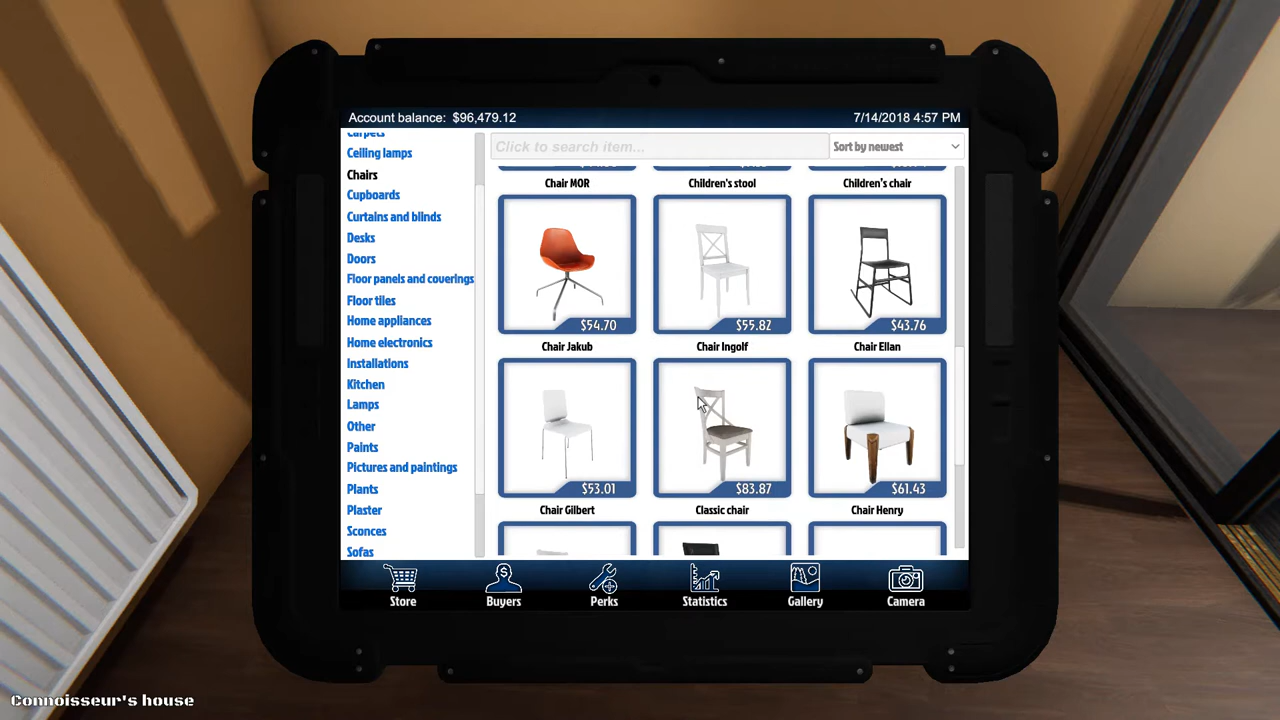 Account balance: $96,479.12
7/14/2018 4:57 PM
Carpets
Ceiling lamps
Chairs
Cupboards
Curtains and blinds
Desks
Doors
Floor panels and coverings
Floor tiles
Home appliances
Home electronics
Installations
Kitchen
Lamps
Other
Paints
Pictures and paintings
Plants
Plaster
Sconces
Sofas
Click to search item...
Sort by newest
Chair MOR
Children's stool
Children's chair
$54.70
$55.82
$43.76
Chair Jakub
Chair Ingolf
Chair Ellan
$53.01
$83.87
$61.43
Chair Gilbert
Classic chair
Chair Henry
Store
Buyers
Perks
Statistics
Gallery
Camera
Connoisseur's house